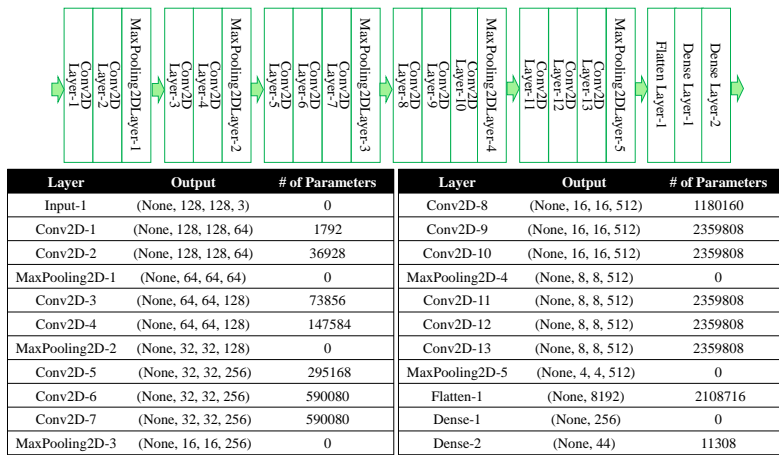 Conv2D Layer-1
Conv2D Layer-2
MaxPooling2DLayer-1
Conv2D Layer-3
Conv2D Layer-4
MaxPooling2DLayer-2
Conv2D Layer-5
Conv2D Layer-6
Conv2D Layer-7
MaxPooling2DLayer-3
Conv2D Layer-8
Conv2D Layer-9
Conv2D Layer-10
MaxPooling2DLayer-4
Conv2D Layer-11
Conv2D Layer-12
Conv2D Layer-13
MaxPooling2DLayer-5
Flatten Layer-1
Dense Layer-1
Dense Layer-2
Layer Output # of Parameters
Input-1 (None, 128, 128, 3) 0
Conv2D-1 (None, 128, 128, 64) 1792
Conv2D-2 (None, 128, 128, 64) 36928
MaxPooling2D-1 (None, 64, 64, 64) 0
Conv2D-3 (None, 64, 64, 128) 73856
Conv2D-4 (None, 64, 64, 128) 147584
MaxPooling2D-2 (None, 32, 32, 128) 0
Conv2D-5 (None, 32, 32, 256) 295168
Conv2D-6 (None, 32, 32, 256) 590080
Conv2D-7 (None, 32, 32, 256) 590080
MaxPooling2D-3 (None, 16, 16, 256) 0
Layer Output # of Parameters
Conv2D-8 (None, 16, 16, 512) 1180160
Conv2D-9 (None, 16, 16, 512) 2359808
Conv2D-10 (None, 16, 16, 512) 2359808
MaxPooling2D-4 (None, 8, 8, 512) 0
Conv2D-11 (None, 8, 8, 512) 2359808
Conv2D-12 (None, 8, 8, 512) 2359808
Conv2D-13 (None, 8, 8, 512) 2359808
MaxPooling2D-5 (None, 4, 4, 512) 0
Flatten-1 (None, 8192) 2108716
Dense-1 (None, 256) 0
Dense-2 (None, 44) 11308